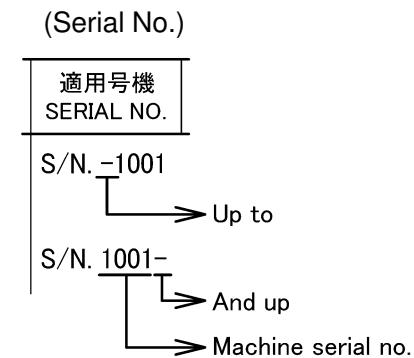 (Serial No.)
適用号機
SERIAL NO.
S/N. -1001
Up to
S/N. 1001-
And up
Machine serial no.